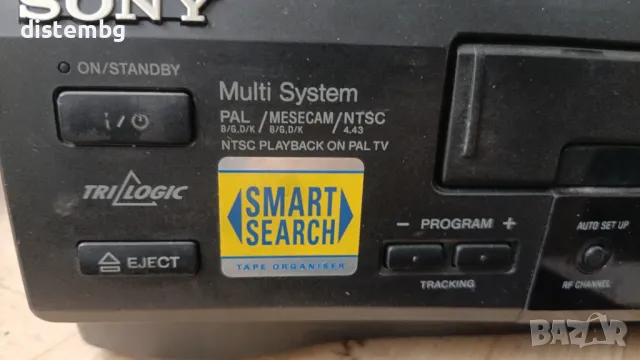 SONY
distembg
ON/STANDBY
I/⏻
Multi System
PAL /MESECAM/NTSC
B/G,D/K B/G,D/K 4.43
NTSC PLAYBACK ON PAL TV
TRILOGIC
SMART
SEARCH
TAPE ORGANISER
EJECT
− PROGRAM +
TRACKING
AUTO SET UP
RF CHANNEL
BAZAR